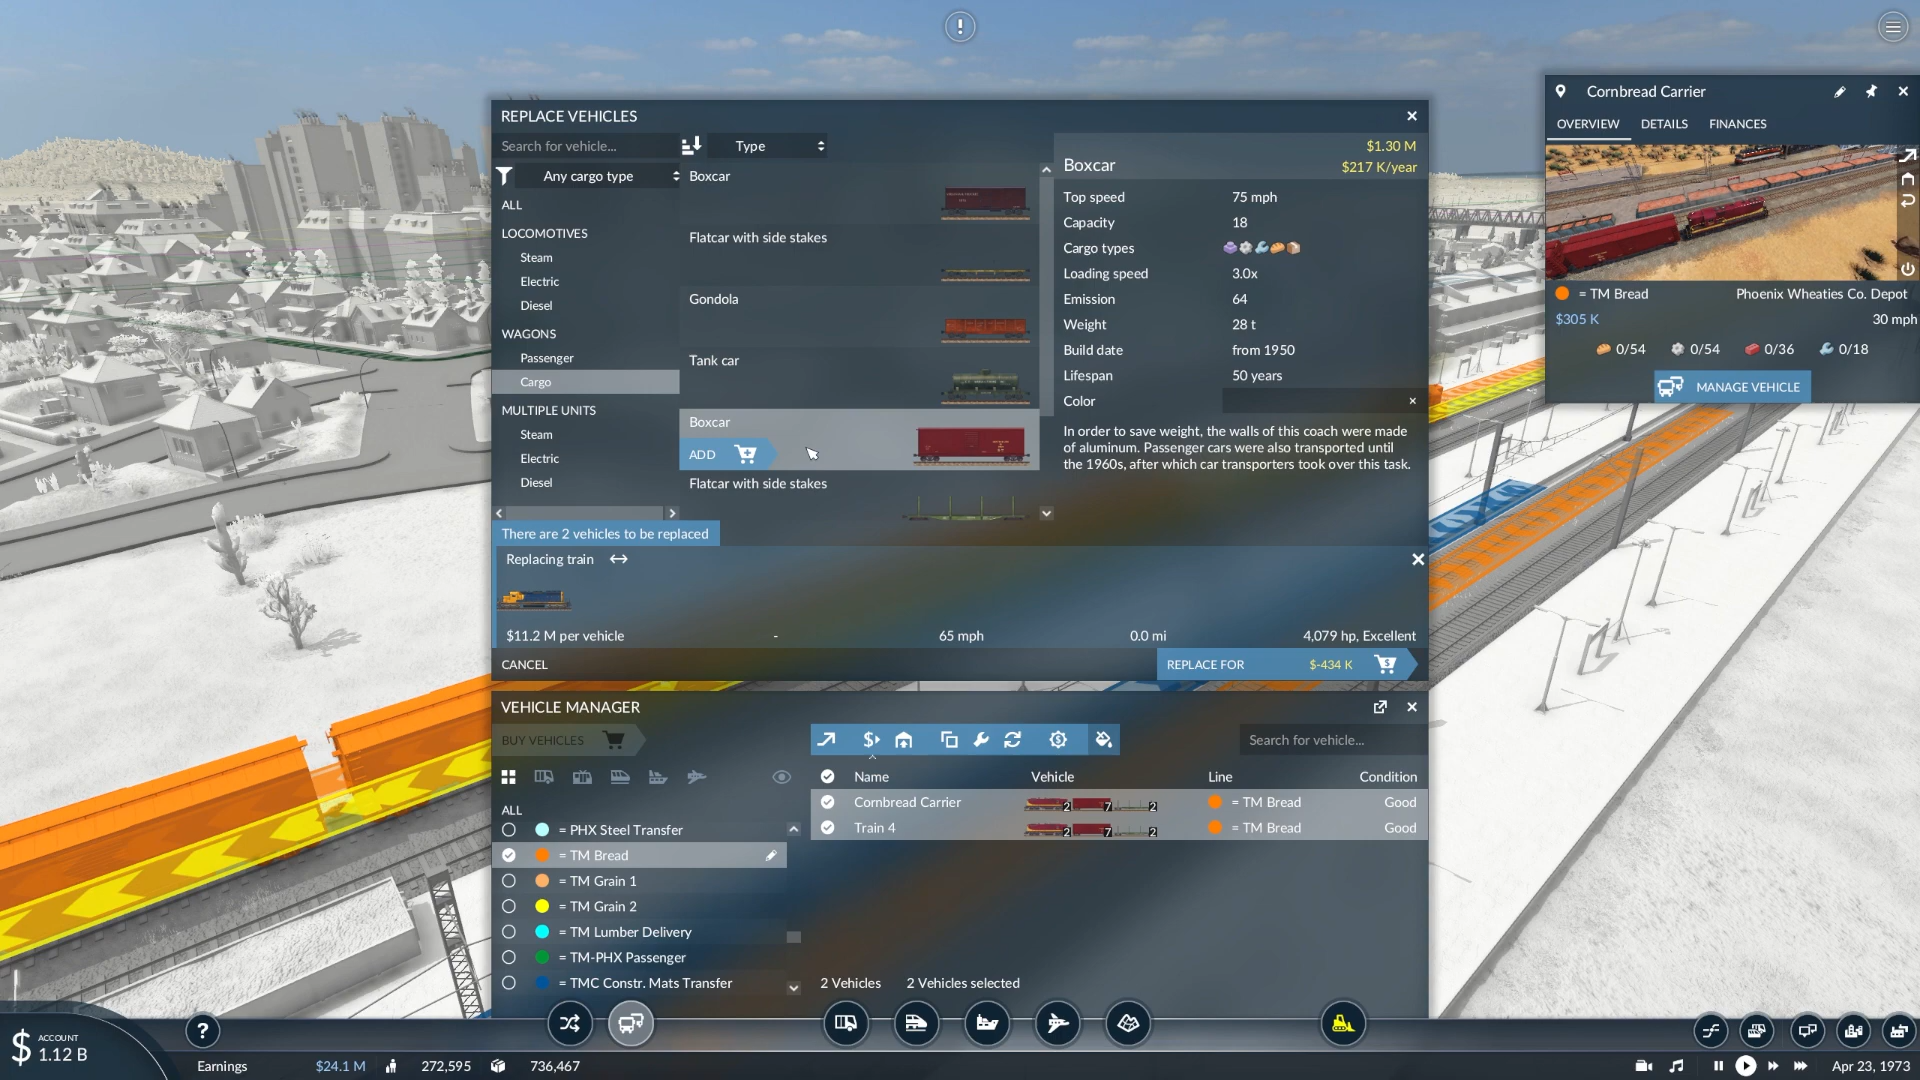 !
REPLACE VEHICLES
Search for vehicle...
Type
Any cargo type
ALL
LOCOMOTIVES
Steam
Electric
Diesel
WAGONS
Passenger
Cargo
MULTIPLE UNITS
Steam
Electric
Diesel
Boxcar
Flatcar with side stakes
Gondola
Tank car
Boxcar
ADD
Flatcar with side stakes
$1.30 M
Boxcar
$217 K/year
Top speed 75 mph
Capacity 18
Cargo types
Loading speed 3.0x
Emission 64
Weight 28 t
Build date from 1950
Lifespan 50 years
Color
In order to save weight, the walls of this coach were made
of aluminum. Passenger cars were also transported until
the 1960s, after which car transporters took over this task.
There are 2 vehicles to be replaced
Replacing train
$11.2 M per vehicle - 65 mph 0.0 mi 4,079 hp, Excellent
CANCEL
REPLACE FOR $-434 K
VEHICLE MANAGER
BUY VEHICLES
Search for vehicle...
ALL
= PHX Steel Transfer
= TM Bread
= TM Grain 1
= TM Grain 2
= TM Lumber Delivery
= TM-PHX Passenger
= TMC Constr. Mats Transfer
Name Vehicle Line Condition
Cornbread Carrier 2 7 2 = TM Bread Good
Train 4 2 7 2 = TM Bread Good
2 Vehicles 2 Vehicles selected
Cornbread Carrier
OVERVIEW DETAILS FINANCES
= TM Bread Phoenix Wheaties Co. Depot
$305 K 30 mph
0/54 0/54 0/36 0/18
MANAGE VEHICLE
$ ACCOUNT
1.12 B
?
Earnings $24.1 M 272,595 736,467
Apr 23, 1973